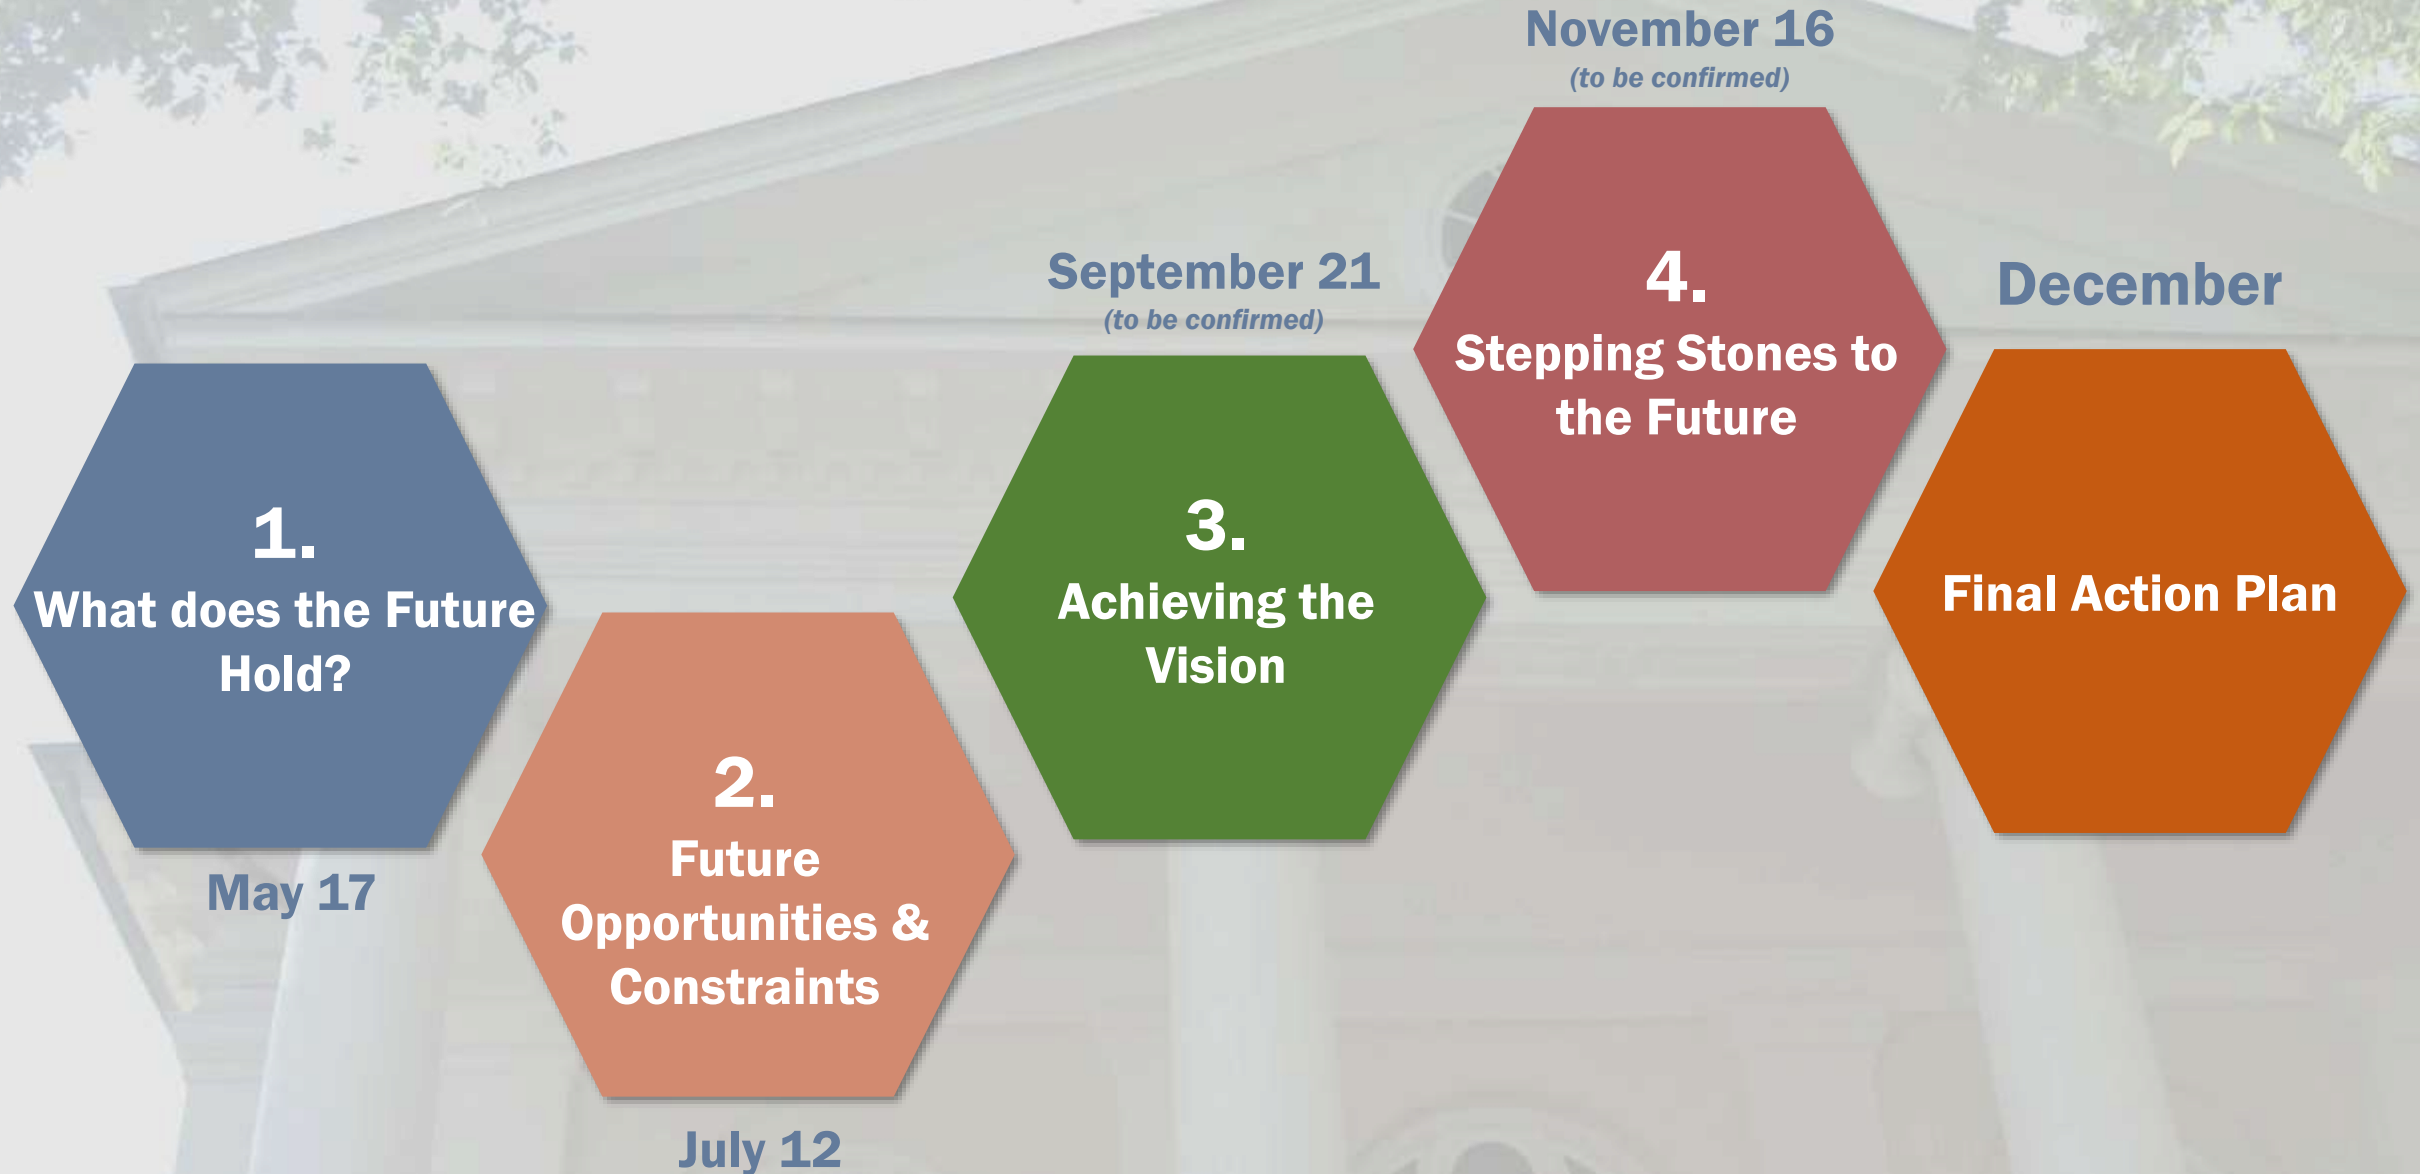 1.
What does the Future
Hold?
May 17
2.
Future
Opportunities &
Constraints
July 12
September 21
(to be confirmed)
3.
Achieving the
Vision
November 16
(to be confirmed)
4.
Stepping Stones to
the Future
December
Final Action Plan